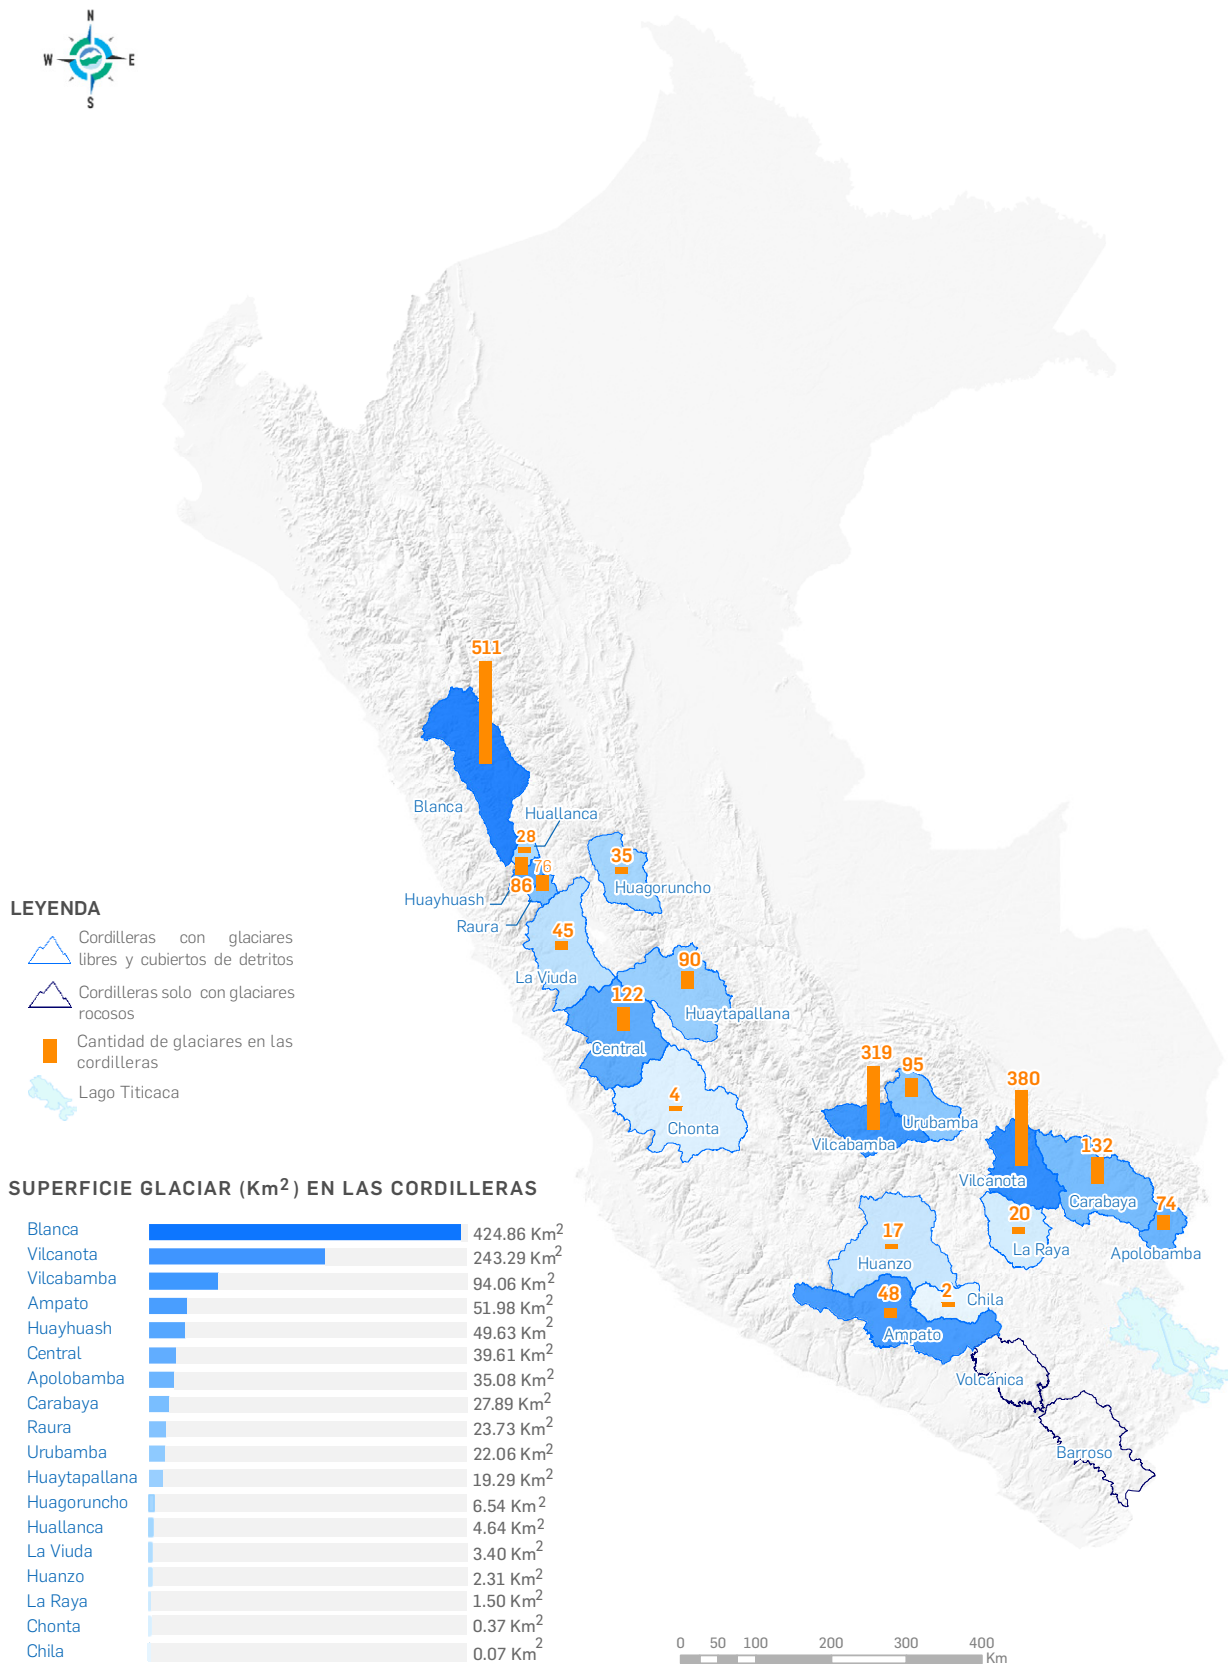 N
W E
S
511
Blanca
Huallanca
28
76
35
86
Huagoruncho
Huayhuash
Raura
45
La Viuda
90
122
Huaytapallana
Central
319
95
380
4
Chonta
Urubamba
Vilcabamba
132
Vilcanota
Carabaya
74
20
17
La Raya
Apolobamba
Huanzo
48
2
Chila
Ampato
Volcánica
Barroso
LEYENDA
Cordilleras con glaciares
libres y cubiertos de detritos
Cordilleras solo con glaciares
rocosos
Cantidad de glaciares en las
cordilleras
Lago Titicaca
SUPERFICIE GLACIAR (Km²) EN LAS CORDILLERAS
Blanca 424.86 Km²
Vilcanota 243.29 Km²
Vilcabamba 94.06 Km²
Ampato 51.98 Km²
Huayhuash 49.63 Km²
Central 39.61 Km²
Apolobamba 35.08 Km²
Carabaya 27.89 Km²
Raura 23.73 Km²
Urubamba 22.06 Km²
Huaytapallana 19.29 Km²
Huagoruncho 6.54 Km²
Huallanca 4.64 Km²
La Viuda 3.40 Km²
Huanzo 2.31 Km²
La Raya 1.50 Km²
Chonta 0.37 Km²
Chila 0.07 Km²
0 50 100 200 300 400
Km